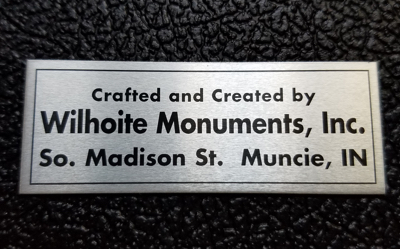 Crafted and Created by
Wilhoite Monuments, Inc.
So. Madison St. Muncie, IN